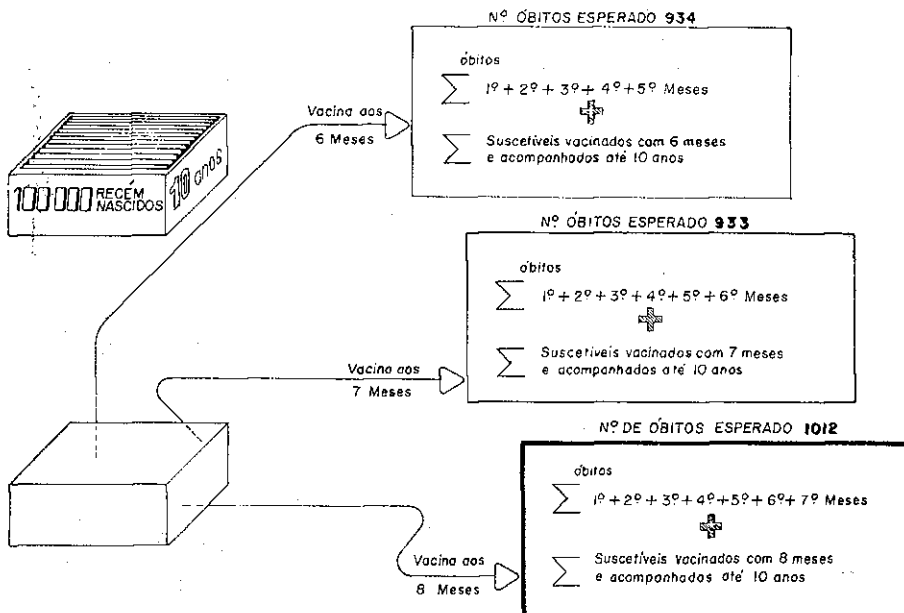 Nº ÓBITOS ESPERADO 934
óbitos
∑ 1º + 2º + 3º + 4º + 5º Meses
∑ Suscetíveis vacinados com 6 meses
e acompanhados até 10 anos
Vacina aos
6 Meses
100 000 RECÉM
NASCIDOS
10 anos
Nº ÓBITOS ESPERADO 933
óbitos
∑ 1º + 2º + 3º + 4º + 5º + 6º Meses
∑ Suscetíveis vacinados com 7 meses
e acompanhados até 10 anos
Vacina aos
7 Meses
Nº DE ÓBITOS ESPERADO 1012
óbitos
∑ 1º + 2º + 3º + 4º + 5º + 6º + 7º Meses
∑ Suscetíveis vacinados com 8 meses
e acompanhados até 10 anos
Vacina aos
8 Meses